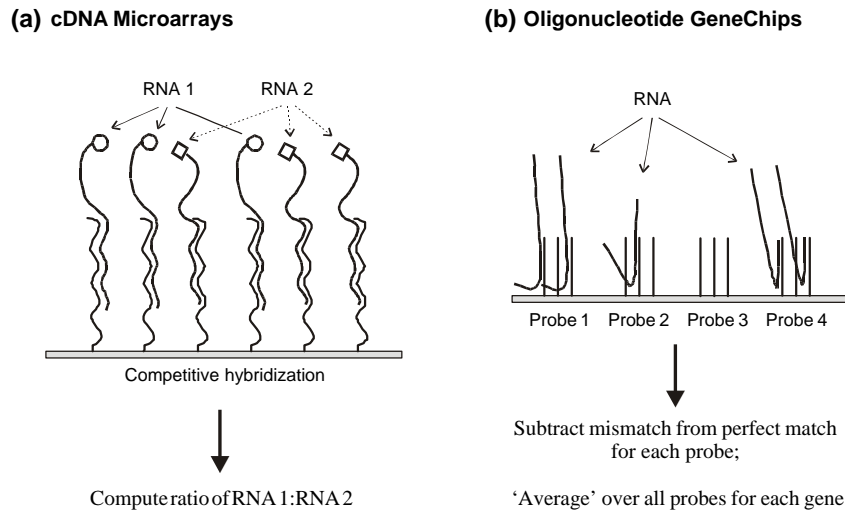 (a) cDNA Microarrays
RNA 1 RNA 2
Competitive hybridization
Compute ratio of RNA 1:RNA 2
(b) Oligonucleotide GeneChips
RNA
Probe 1 Probe 2 Probe 3 Probe 4
Subtract mismatch from perfect match
for each probe;
‘Average’ over all probes for each gene